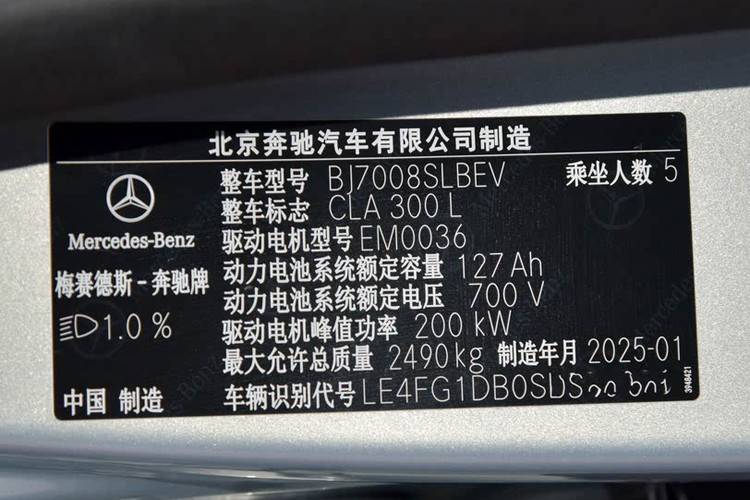 北京奔驰汽车有限公司制造
整车型号 BJ7008SLBEV 乘坐人数 5
整车标志 CLA 300 L
驱动电机型号 EM0036
Mercedes-Benz
动力电池系统额定容量 127 Ah
梅赛德斯－奔驰牌
动力电池系统额定电压 700 V
1.0 %
驱动电机峰值功率 200 kW
最大允许总质量 2490kg 制造年月 2025-01
中国 制造
车辆识别代号
3948421